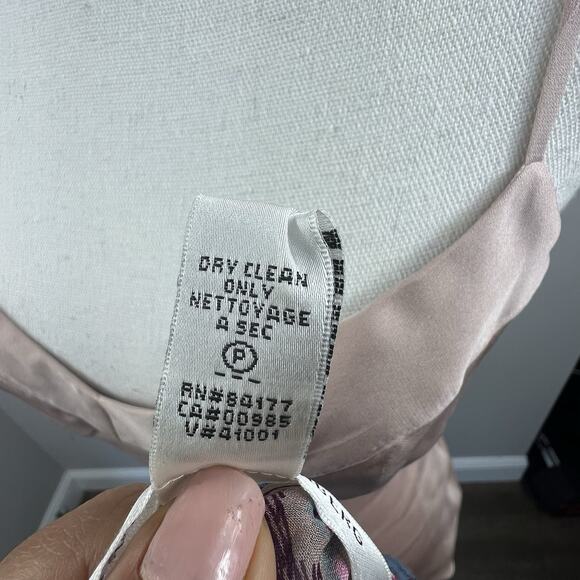 DRY CLEAN
ONLY
NETTOYAGE
A SEC
P
RN#84177
CA#00985
V#41001